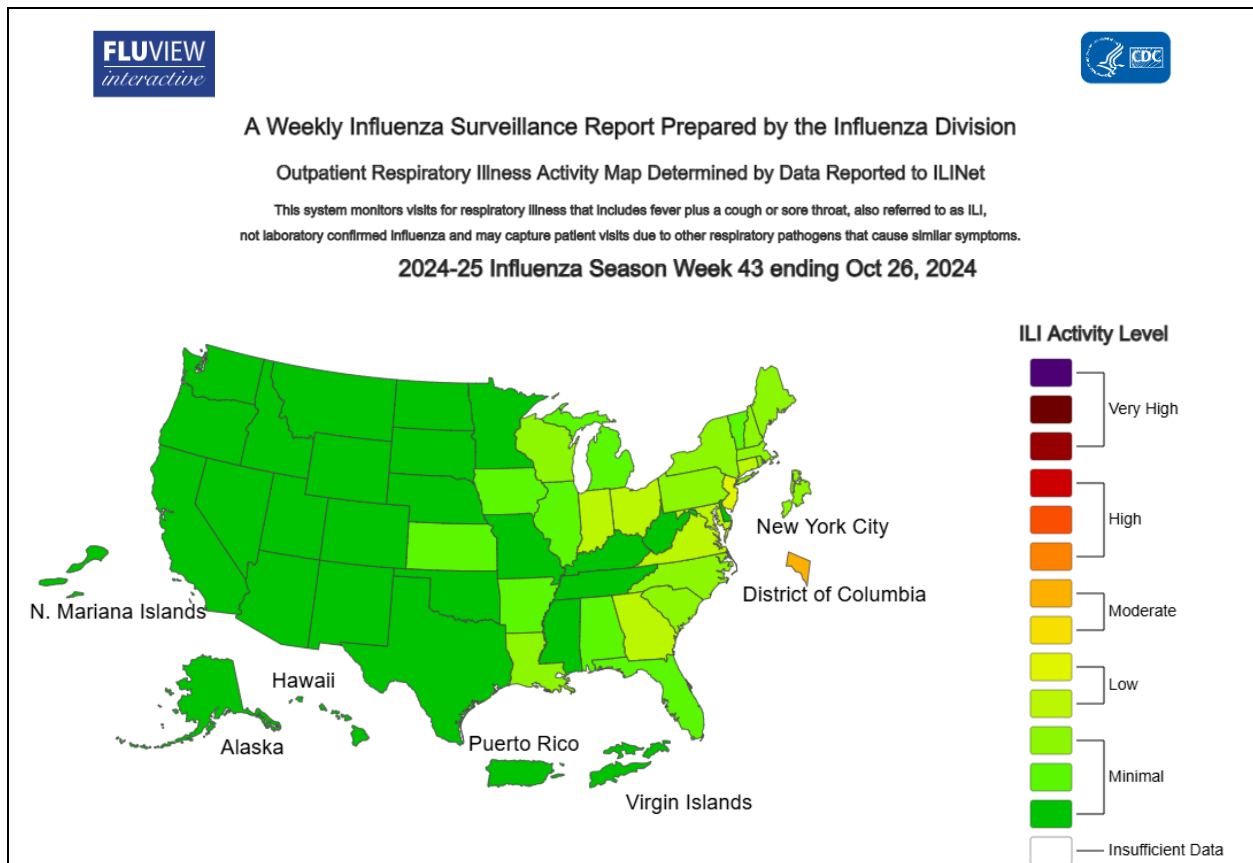 FLUVIEW
interactive
CDC
A Weekly Influenza Surveillance Report Prepared by the Influenza Division
Outpatient Respiratory Illness Activity Map Determined by Data Reported to ILINet
This system monitors visits for respiratory illness that includes fever plus a cough or sore throat, also referred to as ILI,
not laboratory confirmed influenza and may capture patient visits due to other respiratory pathogens that cause similar symptoms.
2024-25 Influenza Season Week 43 ending Oct 26, 2024
ILI Activity Level
Very High
High
Moderate
Low
Minimal
Insufficient Data
New York City
District of Columbia
N. Mariana Islands
Hawaii
Alaska
Puerto Rico
Virgin Islands